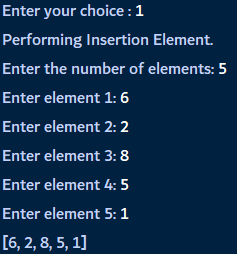 Enter your choice : 1
Performing Insertion Element.
Enter the number of elements: 5
Enter element 1: 6
Enter element 2: 2
Enter element 3: 8
Enter element 4: 5
Enter element 5: 1
[6, 2, 8, 5, 1]